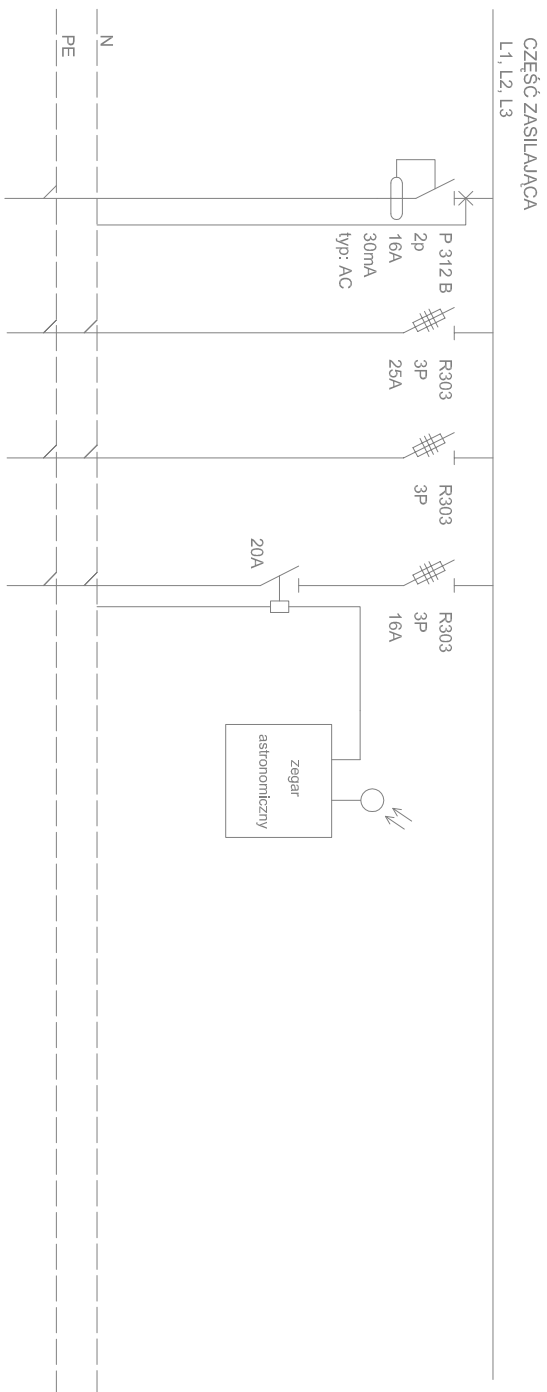 CZĘŚĆ ZASILAJĄCA
L1, L2, L3
P 312 B
2p
16A
30mA
typ: AC
R303
3P
25A
R303
3P
R303
3P
16A
20A
zegar
astronomiczny
N
PE